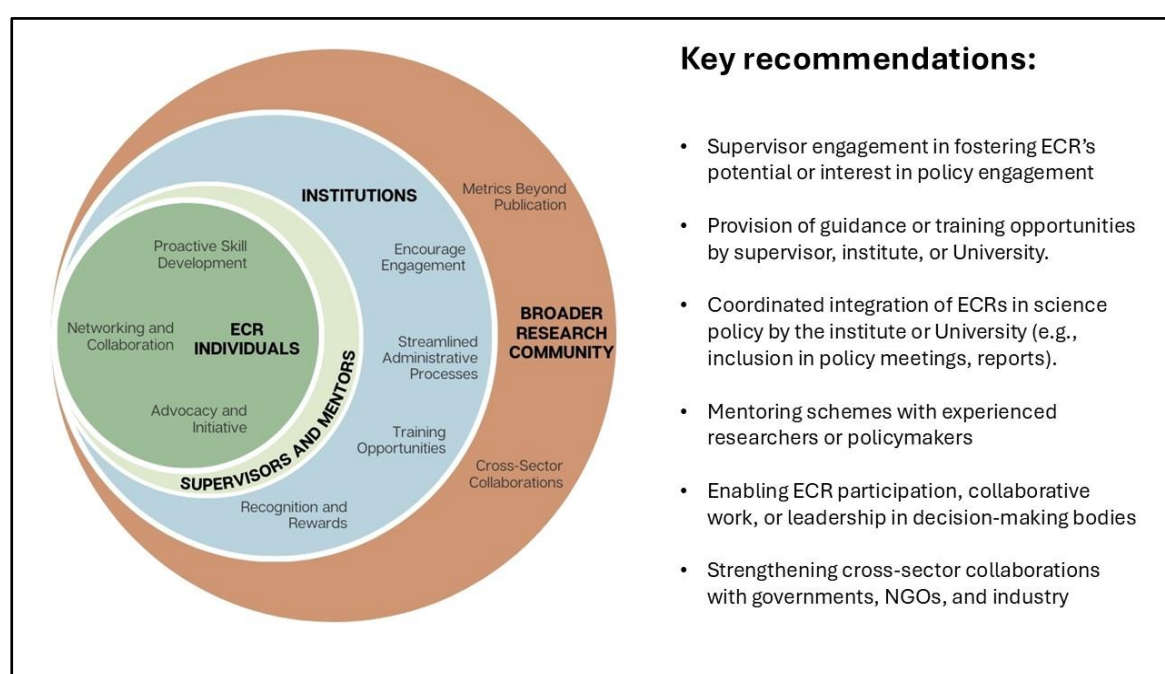 Key recommendations:
INSTITUTIONS
Metrics Beyond
Publication
Proactive Skill
Development
Encourage
Engagement
Networking and
Collaboration
ECR
INDIVIDUALS
BROADER
RESEARCH
COMMUNITY
Streamlined
Administrative
Processes
Advocacy and
Initiative
SUPERVISORS AND MENTORS
Training
Opportunities
Cross-Sector
Collaborations
Recognition and
Rewards
• Supervisor engagement in fostering ECR’s
potential or interest in policy engagement
• Provision of guidance or training opportunities
by supervisor, institute, or University.
• Coordinated integration of ECRs in science
policy by the institute or University (e.g.,
inclusion in policy meetings, reports).
• Mentoring schemes with experienced
researchers or policymakers
• Enabling ECR participation, collaborative
work, or leadership in decision-making bodies
• Strengthening cross-sector collaborations
with governments, NGOs, and industry